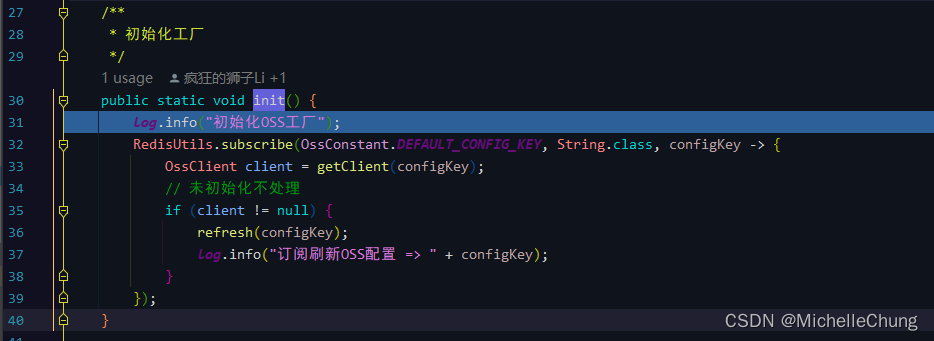 27 /**
28 * 初始化工厂
29 */
1 usage 疯狂的狮子Li +1
30 public static void init() {
31 log.info("初始化OSS工厂");
32 RedisUtils.subscribe(OssConstant.DEFAULT_CONFIG_KEY, String.class, configKey -> {
33 OssClient client = getClient(configKey);
34 // 未初始化不处理
35 if (client != null) {
36 refresh(configKey);
37 log.info("订阅刷新OSS配置 => " + configKey);
38 }
39 });
40 }
CSDN @MichelleChung